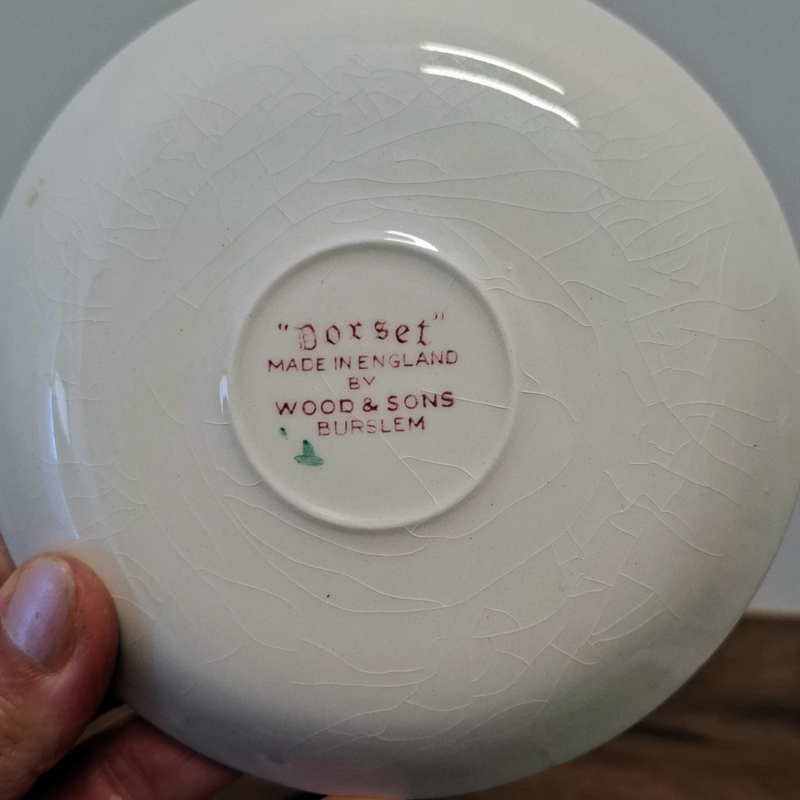 "Dorset"
MADE IN ENGLAND
BY
WOOD & SONS
BURSLEM